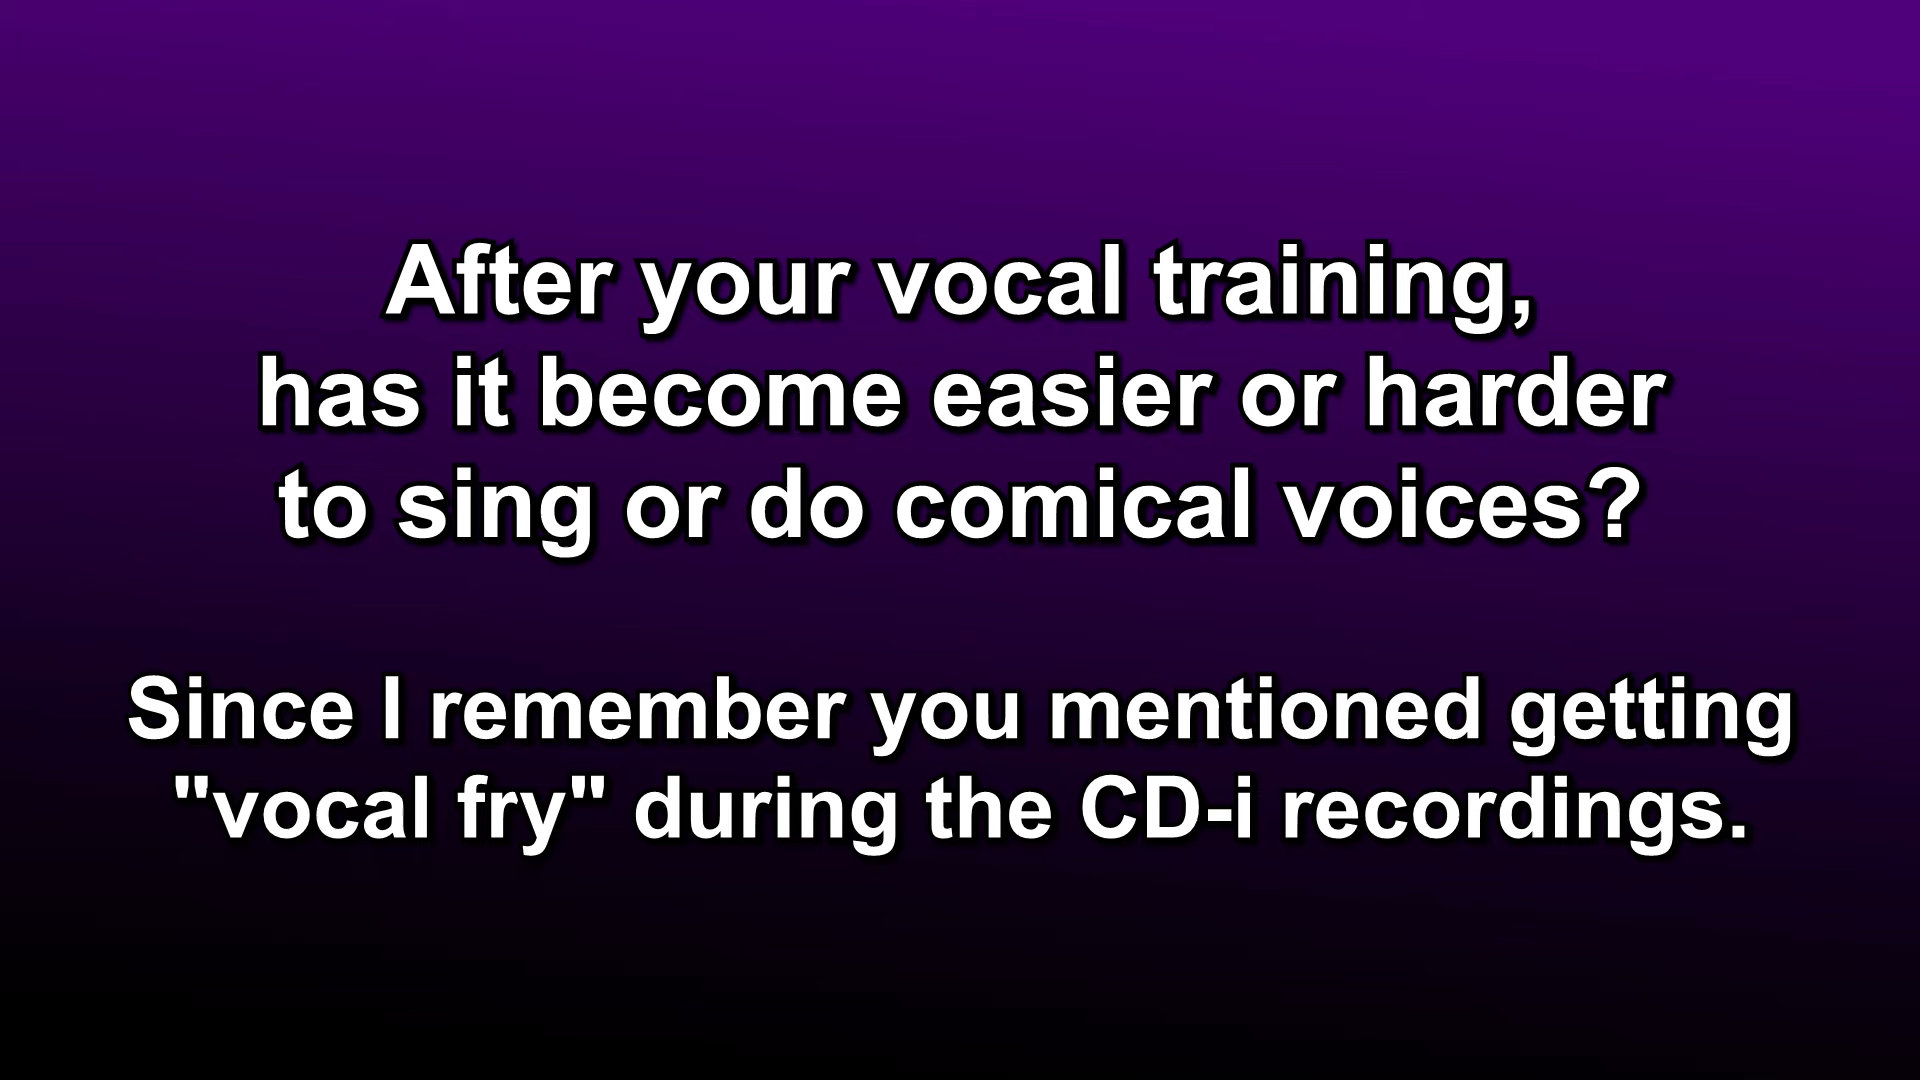 After your vocal training,
has it become easier or harder
to sing or do comical voices?
Since I remember you mentioned getting
"vocal fry" during the CD-i recordings.